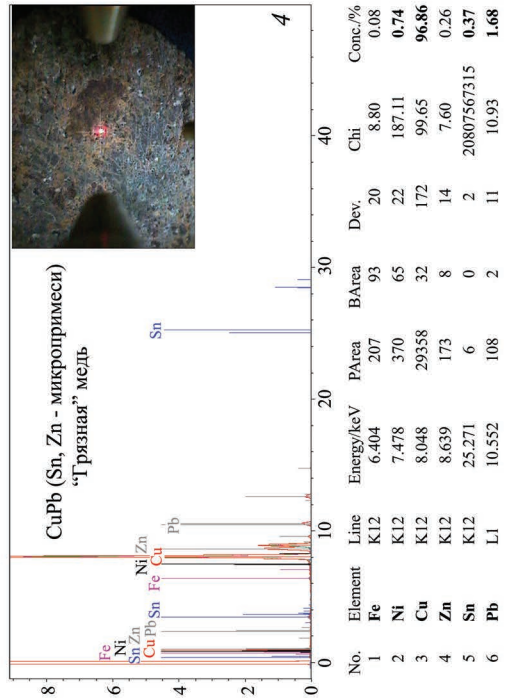 CuPb (Sn, Zn - микропримеси)
“Грязная” медь
4
Fe
Ni
Sn Zn
Cu Pb
Sn
Fe
Ni Zn
Cu
Pb
Sn
6
4
2
0
0 10 20 30 40
No. Element Line Energy/keV PArea BArea Dev. Chi Conc./%
1 Fe K12 6.404 207 93 20 8.80 0.08
2 Ni K12 7.478 370 65 22 187.11 0.74
3 Cu K12 8.048 29358 32 172 99.65 96.86
4 Zn K12 8.639 173 8 14 7.60 0.26
5 Sn K12 25.271 6 0 2 20807567315 0.37
6 Pb L1 10.552 108 2 11 10.93 1.68